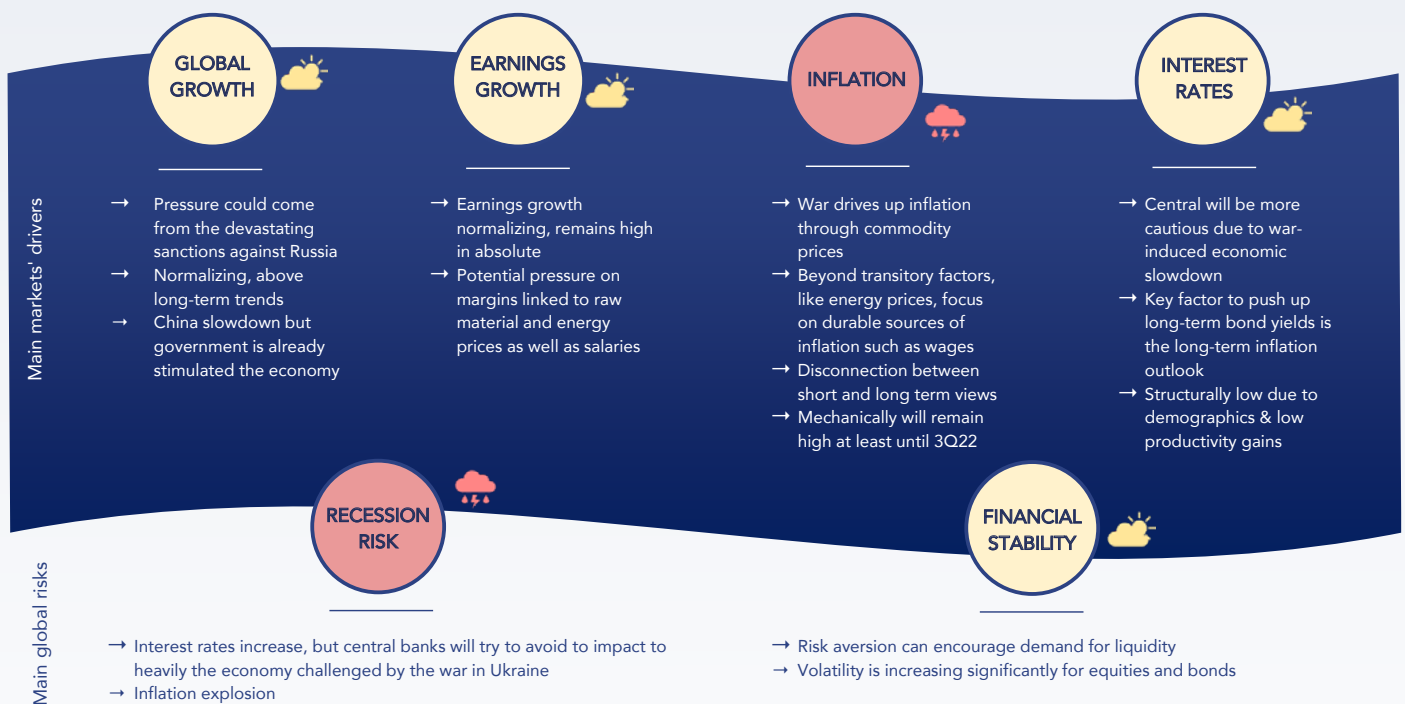 GLOBAL
GROWTH
EARNINGS
GROWTH
INFLATION
INTEREST
RATES
Main markets' drivers
→ Pressure could come
from the devastating
sanctions against Russia
→ Normalizing, above
long-term trends
→ China slowdown but
government is already
stimulated the economy
→ Earnings growth
normalizing, remains high
in absolute
→ Potential pressure on
margins linked to raw
material and energy
prices as well as salaries
→ War drives up inflation
through commodity
prices
→ Beyond transitory factors,
like energy prices, focus
on durable sources of
inflation such as wages
→ Disconnection between
short and long term views
→ Mechanically will remain
high at least until 3Q22
→ Central will be more
cautious due to war-
induced economic
slowdown
→ Key factor to push up
long-term bond yields is
the long-term inflation
outlook
→ Structurally low due to
demographics & low
productivity gains
RECESSION
RISK
FINANCIAL
STABILITY
Main global risks
→ Interest rates increase, but central banks will try to avoid to impact to
heavily the economy challenged by the war in Ukraine
→ Inflation explosion
→ Risk aversion can encourage demand for liquidity
→ Volatility is increasing significantly for equities and bonds